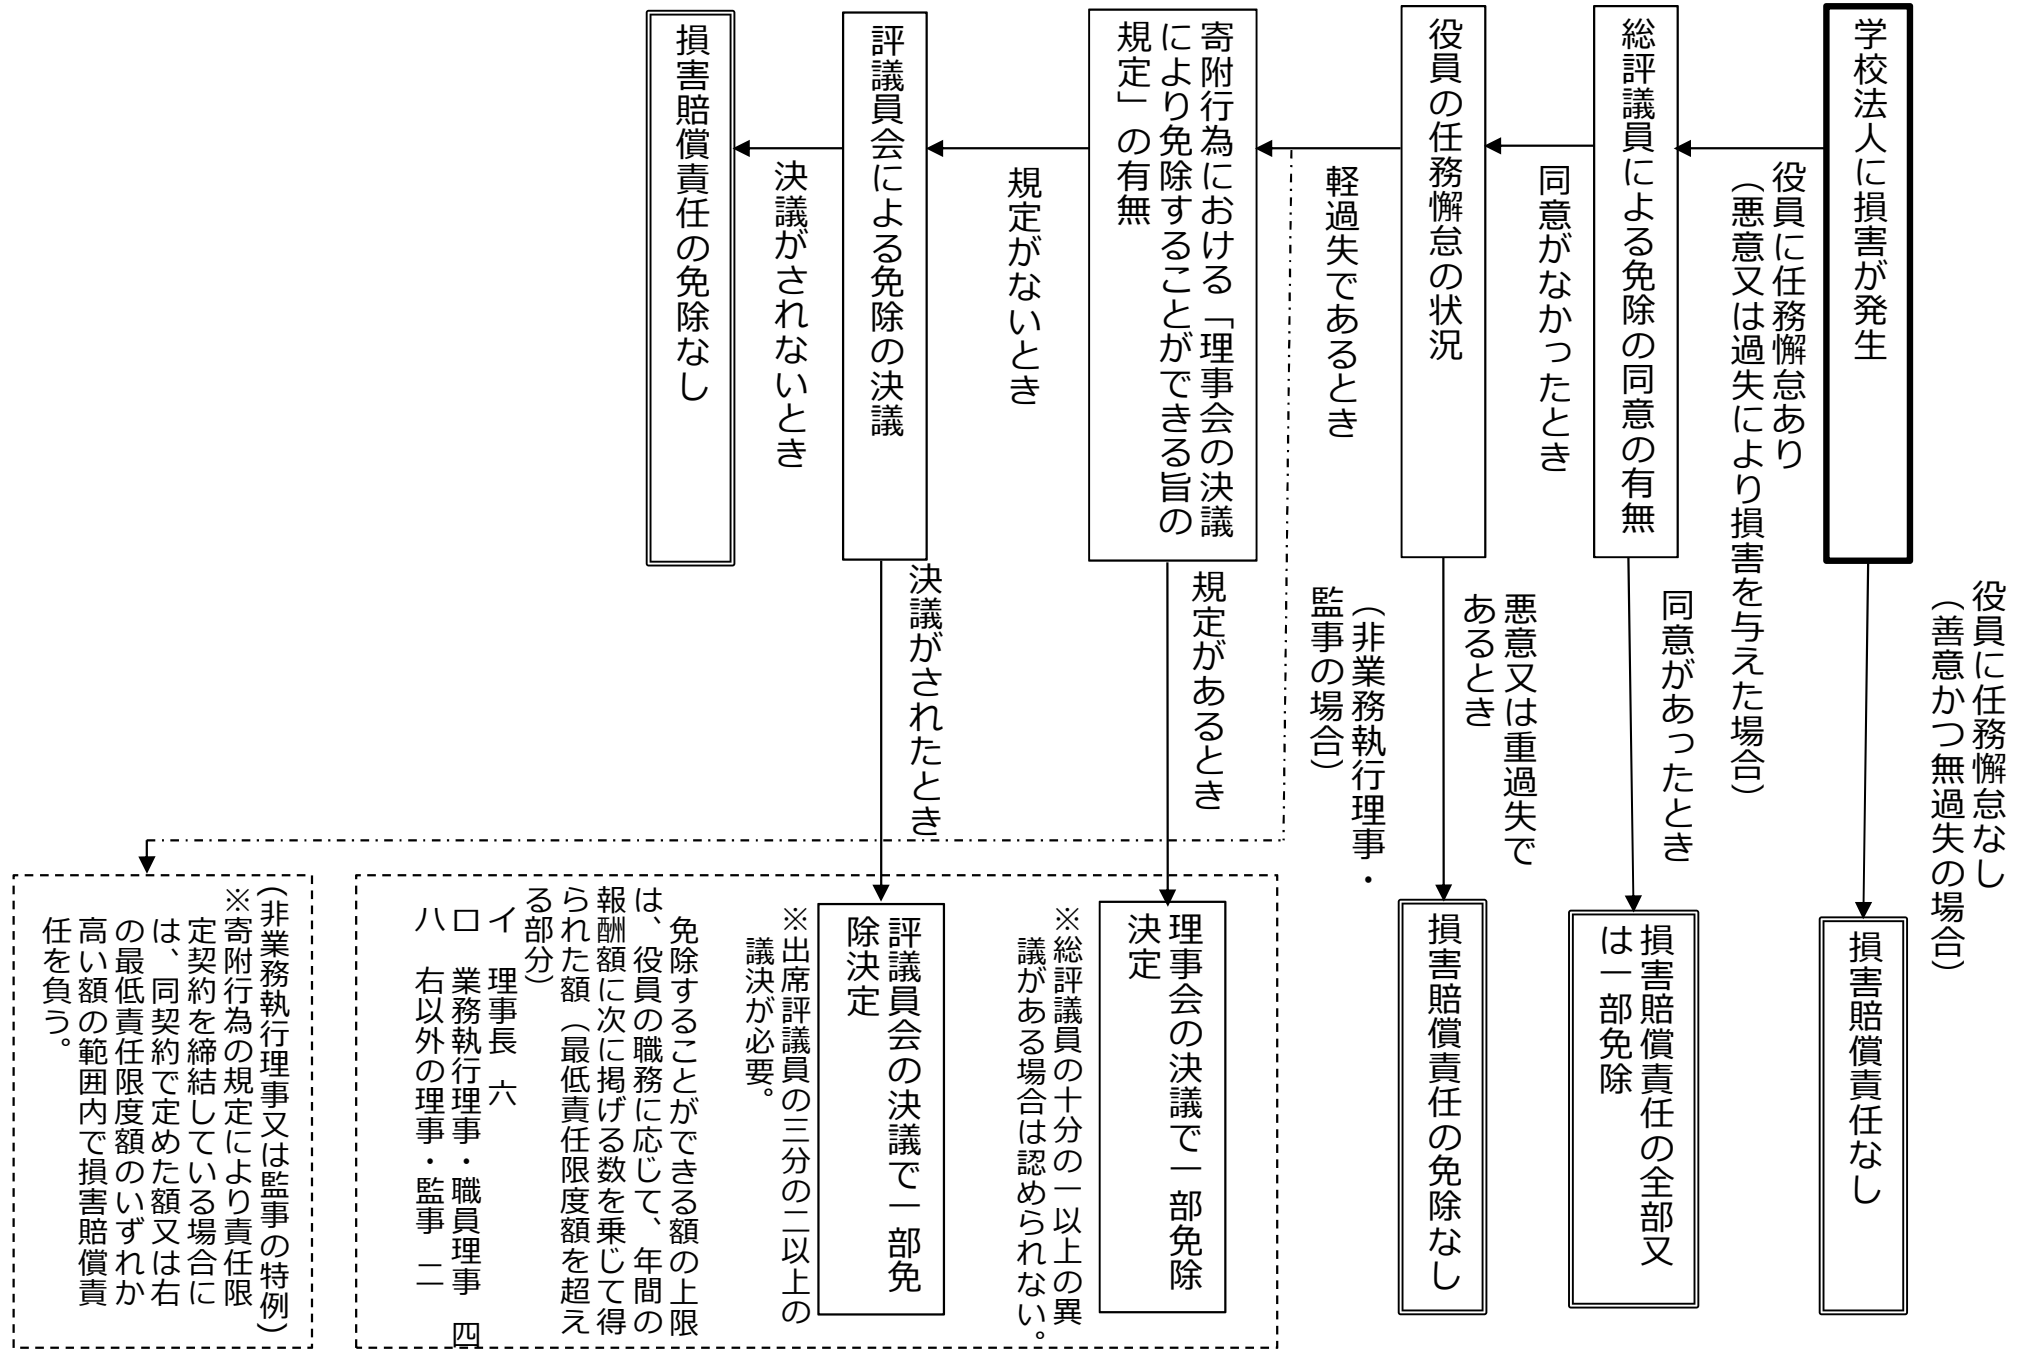 学校法人に損害が発生
役員に任務懈怠なし
（善意かつ無過失の場合）
損害賠償責任なし
役員に任務懈怠あり
（悪意又は過失により損害を与えた場合）
総評議員による免除の同意の有無
同意があったとき
損害賠償責任の全部又
は一部免除
同意がなかったとき
役員の任務懈怠の状況
悪意又は重過失で
あるとき
損害賠償責任の免除なし
軽過失であるとき
（非業務執行理事・
監事の場合）
寄附行為における「理事会の決議
により免除することができる旨の
規定」の有無
規定があるとき
理事会の決議で一部免除
決定
※総評議員の十分の一以上の異
議がある場合は認められない。
規定がないとき
評議員会による免除の決議
決議がされたとき
評議員会の決議で一部免
除決定
※出席評議員の三分の二以上の
議決が必要。
決議がされないとき
損害賠償責任の免除なし
免除することができる額の上限
は、役員の職務に応じて、年間の
報酬額に次に掲げる数を乗じて得
られた額（最低責任限度額を超え
る部分）
イ　理事長　六
ロ　業務執行理事・職員理事　四
ハ　右以外の理事・監事　二
（非業務執行理事又は監事の特例）
※寄附行為の規定により責任限
定契約を締結している場合に
は、同契約で定めた額又は右
の最低責任限度額のいずれか
高い額の範囲内で損害賠償責
任を負う。